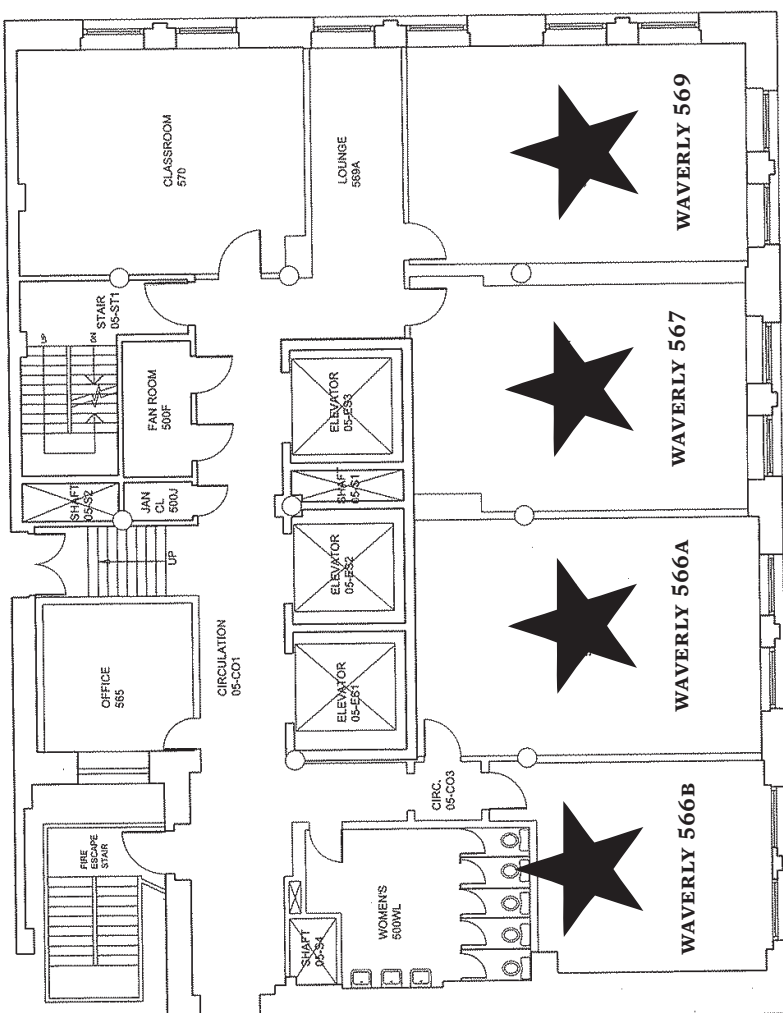 CLASSROOM
570
LOUNGE
569A
WAVERLY 569
STAIR
05-ST1
UP
DN
FAN ROOM
500F
ELEVATOR
05-ES3
WAVERLY 567
SHAFT
05-S2
JAN
CL
500J
SHAFT
05-S1
UP
ELEVATOR
05-ES2
WAVERLY 566A
OFFICE
565
CIRCULATION
05-CO1
ELEVATOR
05-ES1
CIRC.
05-CO3
FIRE
ESCAPE
STAIR
WOMEN'S
500WL
SHAFT
05-S4
WAVERLY 566B